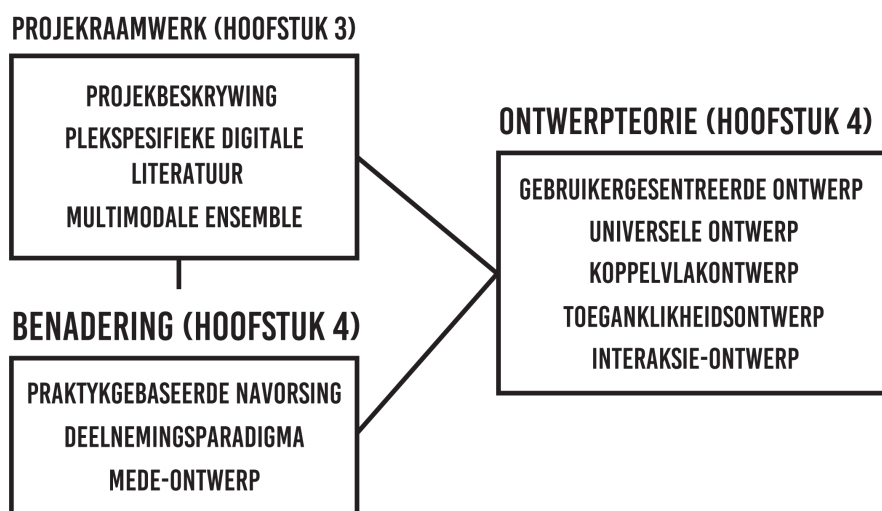 PROJEKRAAMWERK (HOOFSTUK 3)
PROJEKBESKRYWING
PLEKSPESIFIEKE DIGITALE
LITERATUUR
MULTIMODALE ENSEMBLE
BENADERING (HOOFSTUK 4)
PRAKTYKGEBASEERDE NAVORSING
DEELNEMINGSPARADIGMA
MEDE-ONTWERP
ONTWERPTEORIE (HOOFSTUK 4)
GEBRUIKERGESENTREERDE ONTWERP
UNIVERSELE ONTWERP
KOPPELVLAKONTWERP
TOEGANKLIKHEIDSONTWERP
INTERAKSIE-ONTWERP